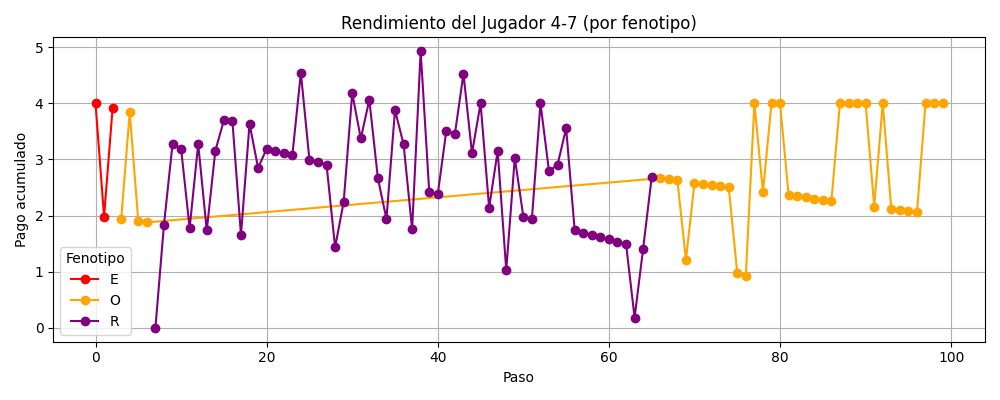 Rendimiento del Jugador 4-7 (por fenotipo)
Pago acumulado
5
4
3
2
1
0
Fenotipo
E
O
R
0 20 40 60 80 100
Paso